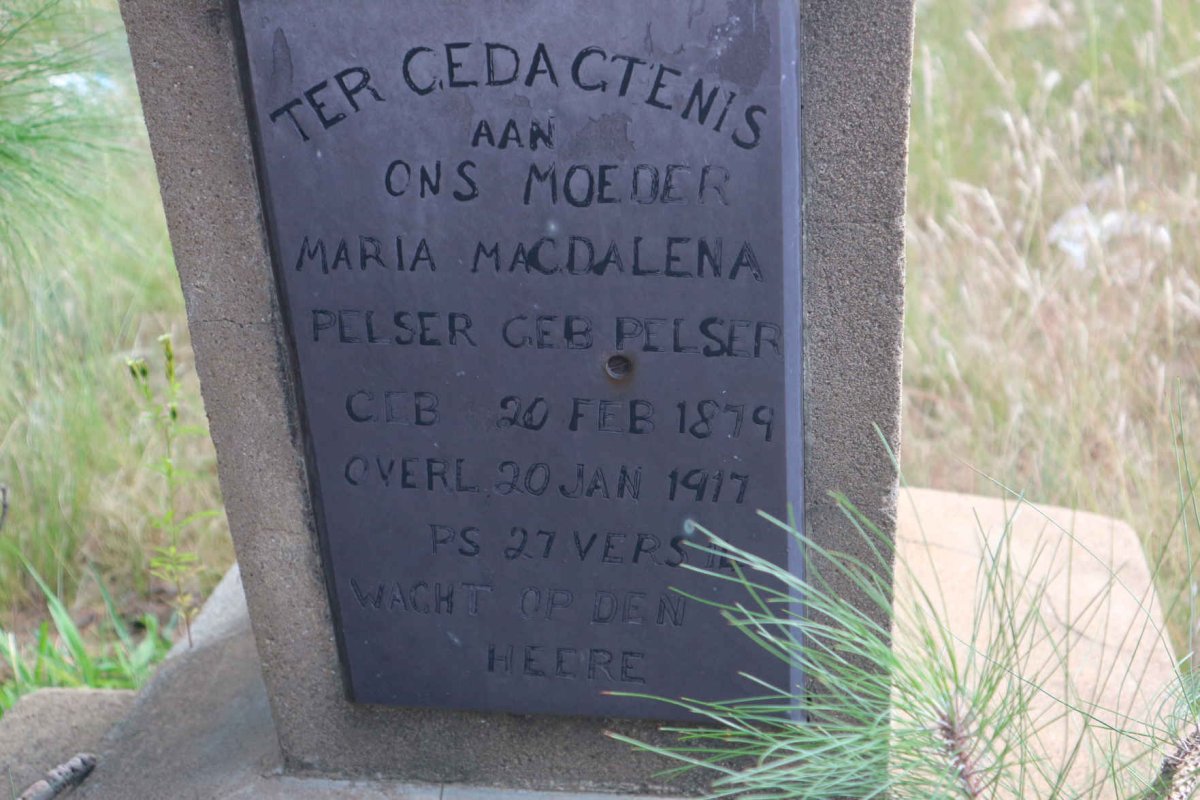 TER GEDAGTENIS
AAN
ONS MOEDER
MARIA MAGDALENA
PELSER GEB PELSER
GEB 20 FEB 1879
OVERL. 20 JAN 1917
PS 27 VERS
WACHT OP DEN
HEERE